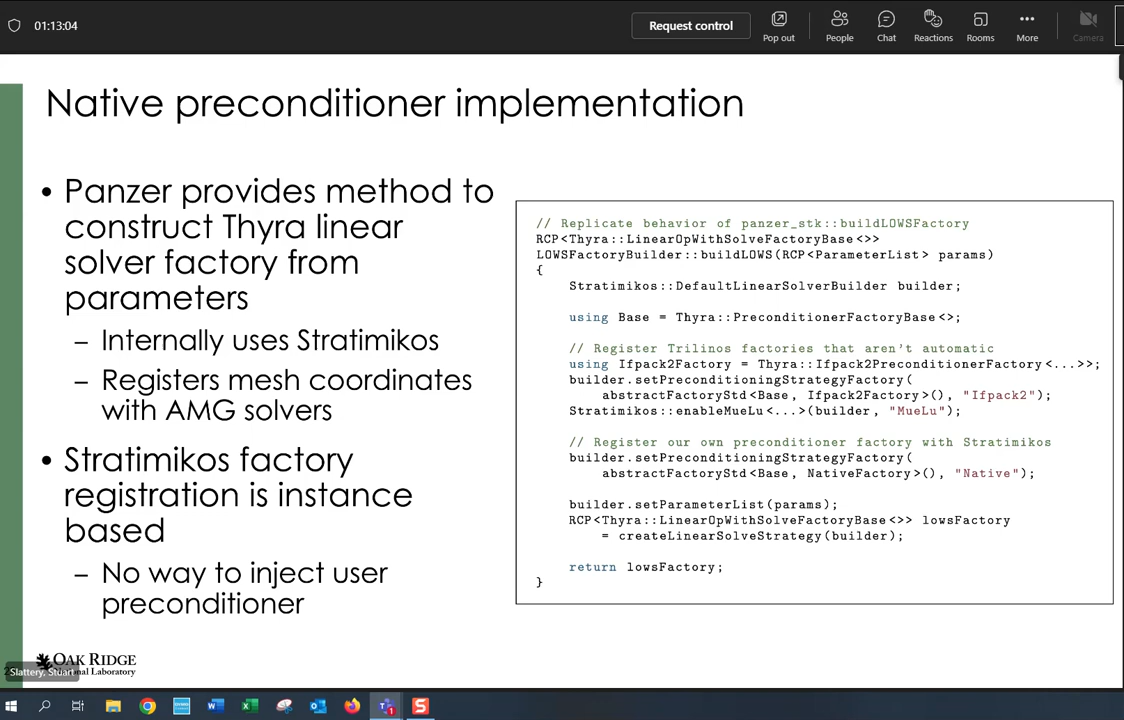 01:13:04
Request control
Pop out
People
Chat
Reactions
Rooms
More
Camera
Native preconditioner implementation
• Panzer provides method to
construct Thyra linear
solver factory from
parameters
– Internally uses Stratimikos
– Registers mesh coordinates
with AMG solvers
• Stratimikos factory
registration is instance
based
– No way to inject user
preconditioner
// Replicate behavior of panzer_stk::buildLOWSFactory
RCP<Thyra::LinearOpWithSolveFactoryBase<>>
LOWSFactoryBuilder::buildLOWS(RCP<ParameterList> params)
{
Stratimikos::DefaultLinearSolverBuilder builder;
using Base = Thyra::PreconditionerFactoryBase<>;
// Register Trilinos factories that aren't automatic
using Ifpack2Factory = Thyra::Ifpack2PreconditionerFactory<...>>;
builder.setPreconditioningStrategyFactory(
abstractFactoryStd<Base, Ifpack2Factory>(), "Ifpack2");
Stratimikos::enableMueLu<...>(builder, "MueLu");
// Register our own preconditioner factory with Stratimikos
builder.setPreconditioningStrategyFactory(
abstractFactoryStd<Base, NativeFactory>(), "Native");
builder.setParameterList(params);
RCP<Thyra::LinearOpWithSolveFactoryBase<>> lowsFactory
= createLinearSolveStrategy(builder);
return lowsFactory;
}
OAK RIDGE
Laboratory
Slattery, Stuart